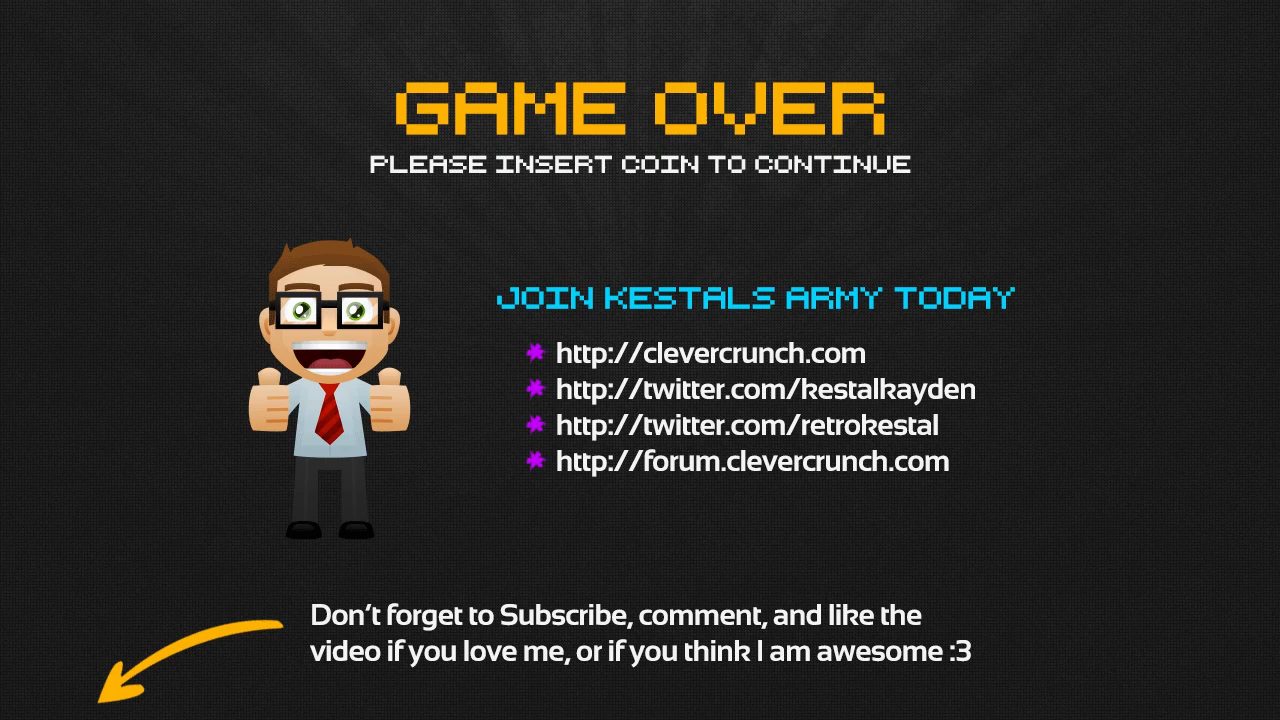 GAME OVER
PLEASE INSERT COIN TO CONTINUE
JOIN KESTALS ARMY TODAY
http://clevercrunch.com
http://twitter.com/kestalkayden
http://twitter.com/retrokestal
http://forum.clevercrunch.com
Don't forget to Subscribe, comment, and like the
video if you love me, or if you think I am awesome :3